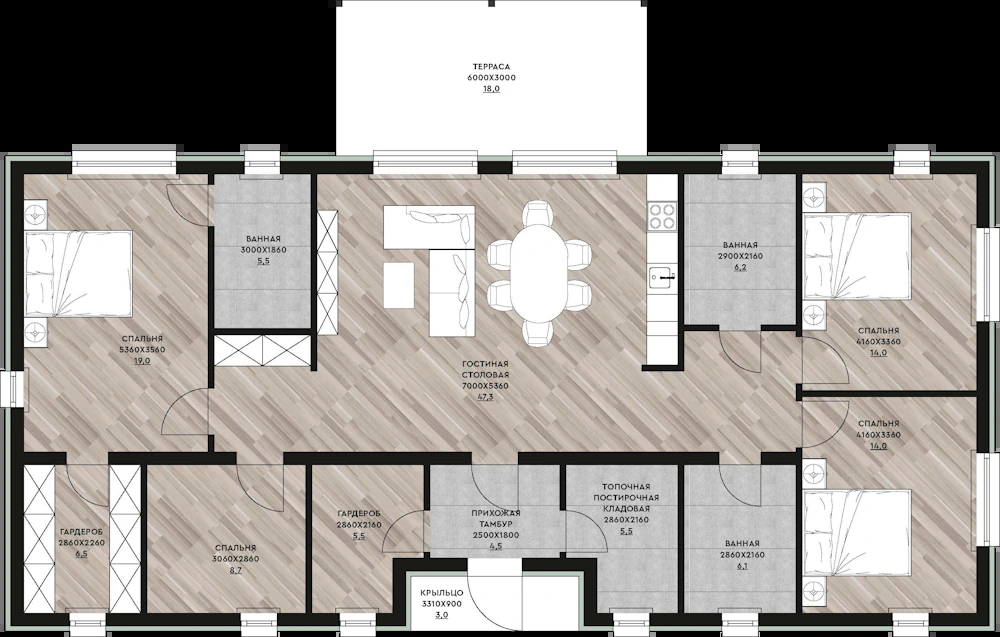 ТЕРРАСА
6000X3000
18,0
ВАННАЯ
3000X1860
5,5
ВАННАЯ
2900X2160
6,2
СПАЛЬНЯ
5360X3560
19,0
СПАЛЬНЯ
4160X3360
14,0
ГОСТИНАЯ
СТОЛОВАЯ
7000X5360
47,3
СПАЛЬНЯ
4160X3360
14,0
ГАРДЕРОБ
2860X2260
6,5
СПАЛЬНЯ
3060X2860
8,7
ГАРДЕРОБ
2860X2160
5,5
ПРИХОЖАЯ
ТАМБУР
2500X1800
4,5
ТОПОЧНАЯ
ПОСТИРОЧНАЯ
КЛАДОВАЯ
2860X2160
5,5
ВАННАЯ
2860X2160
6,1
КРЫЛЬЦО
3310X900
3,0